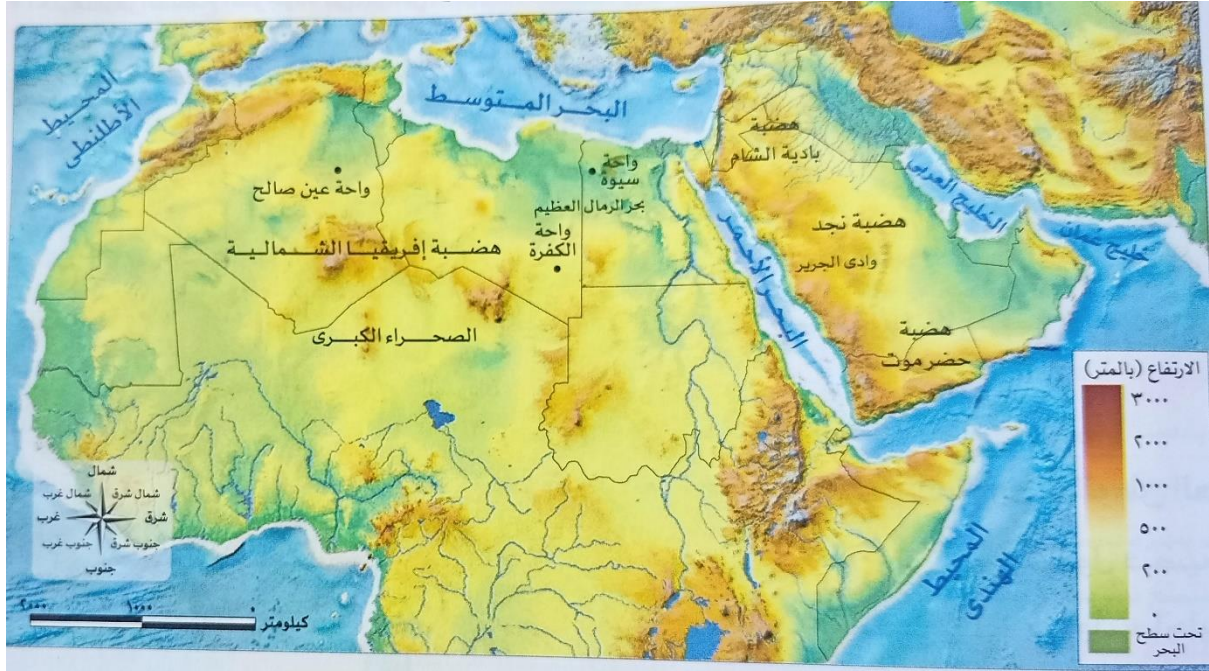 المحيط
الأطلنطى
البحر المتوسط
هضبة
بادية الشام
واحة
سيوة
واحة عين صالح
بحر الرمال العظيم
واحة
الكفرة
هضبة إفريقيا الشمالية
الصحراء الكبرى
البحر الأحمر
هضبة نجد
وادى الجرير
الخليج العربى
خليج عمان
هضبة
حضرموت
المحيط
الهندى
الارتفاع (بالمتر)
٣٠٠٠
٢٠٠٠
١٠٠٠
٥٠٠
٢٠٠
٠
تحت سطح
البحر
شمال
شمال شرق شمال غرب
شرق غرب
جنوب شرق جنوب غرب
جنوب
٠ ١٠٠٠ ٢٠٠٠
كيلومتر